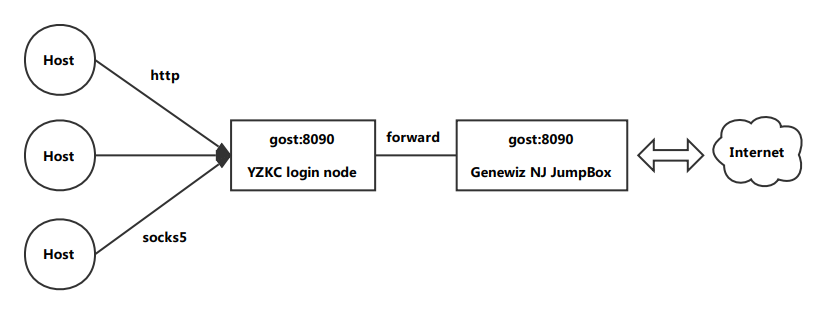 Host
http
Host
Host
socks5
gost:8090
YZKC login node
forward
gost:8090
Genewiz NJ JumpBox
Internet